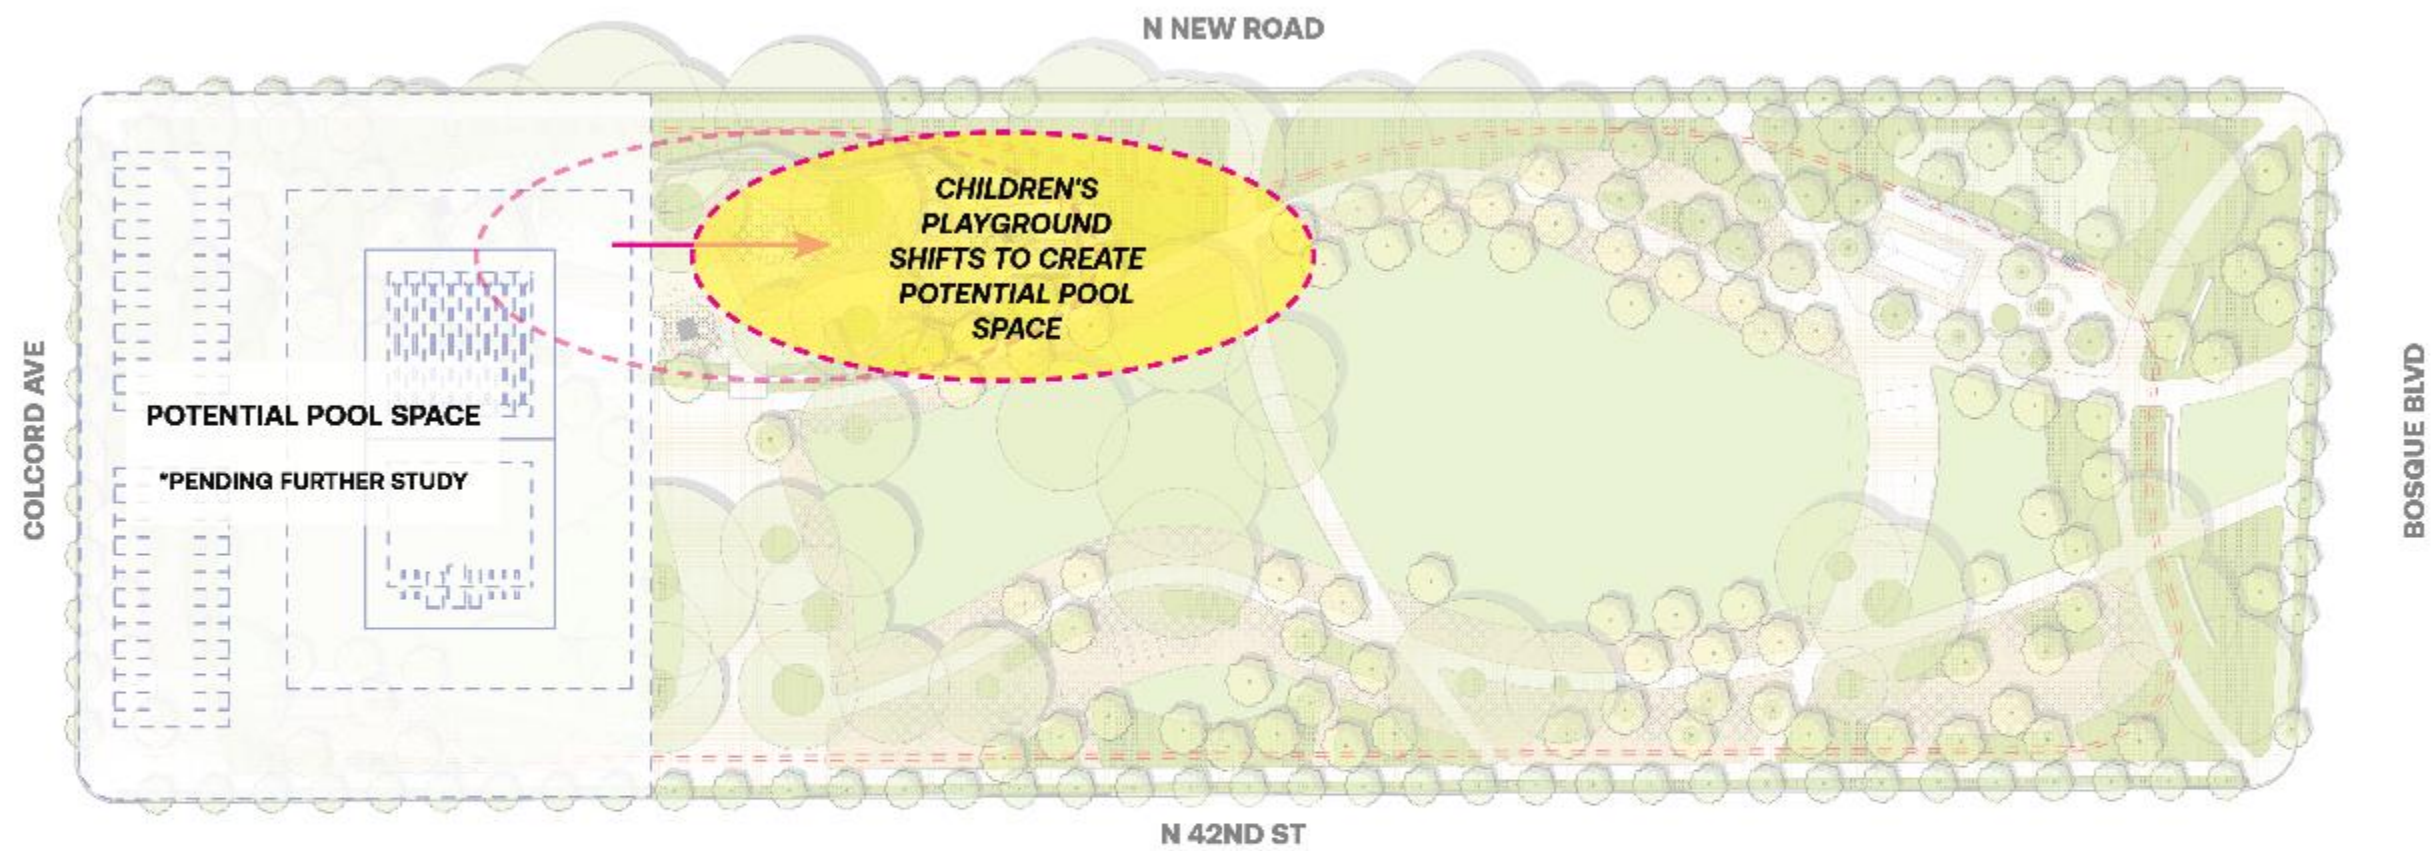 N NEW ROAD
CHILDREN'S
PLAYGROUND
SHIFTS TO CREATE
POTENTIAL POOL
SPACE
COLCORD AVE
POTENTIAL POOL SPACE
*PENDING FURTHER STUDY
BOSQUE BLVD
N 42ND ST